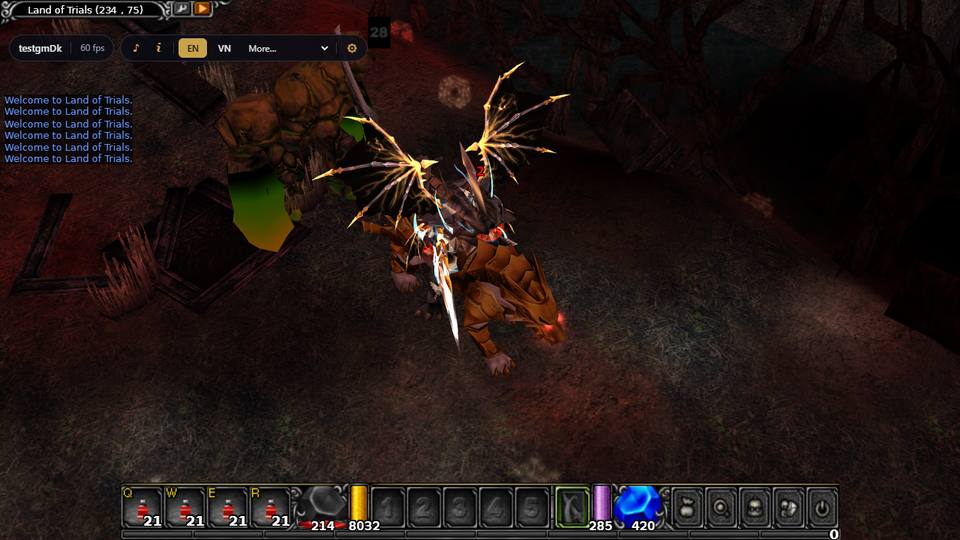 Land of Trials (234 , 75)
28
testgmDk 60 fps EN VN More...
Welcome to Land of Trials.
Welcome to Land of Trials.
Welcome to Land of Trials.
Welcome to Land of Trials.
Welcome to Land of Trials.
Welcome to Land of Trials.
2
Q W E R
1 2 3 4 5
21 21 21 21 214 8032 285 420
0